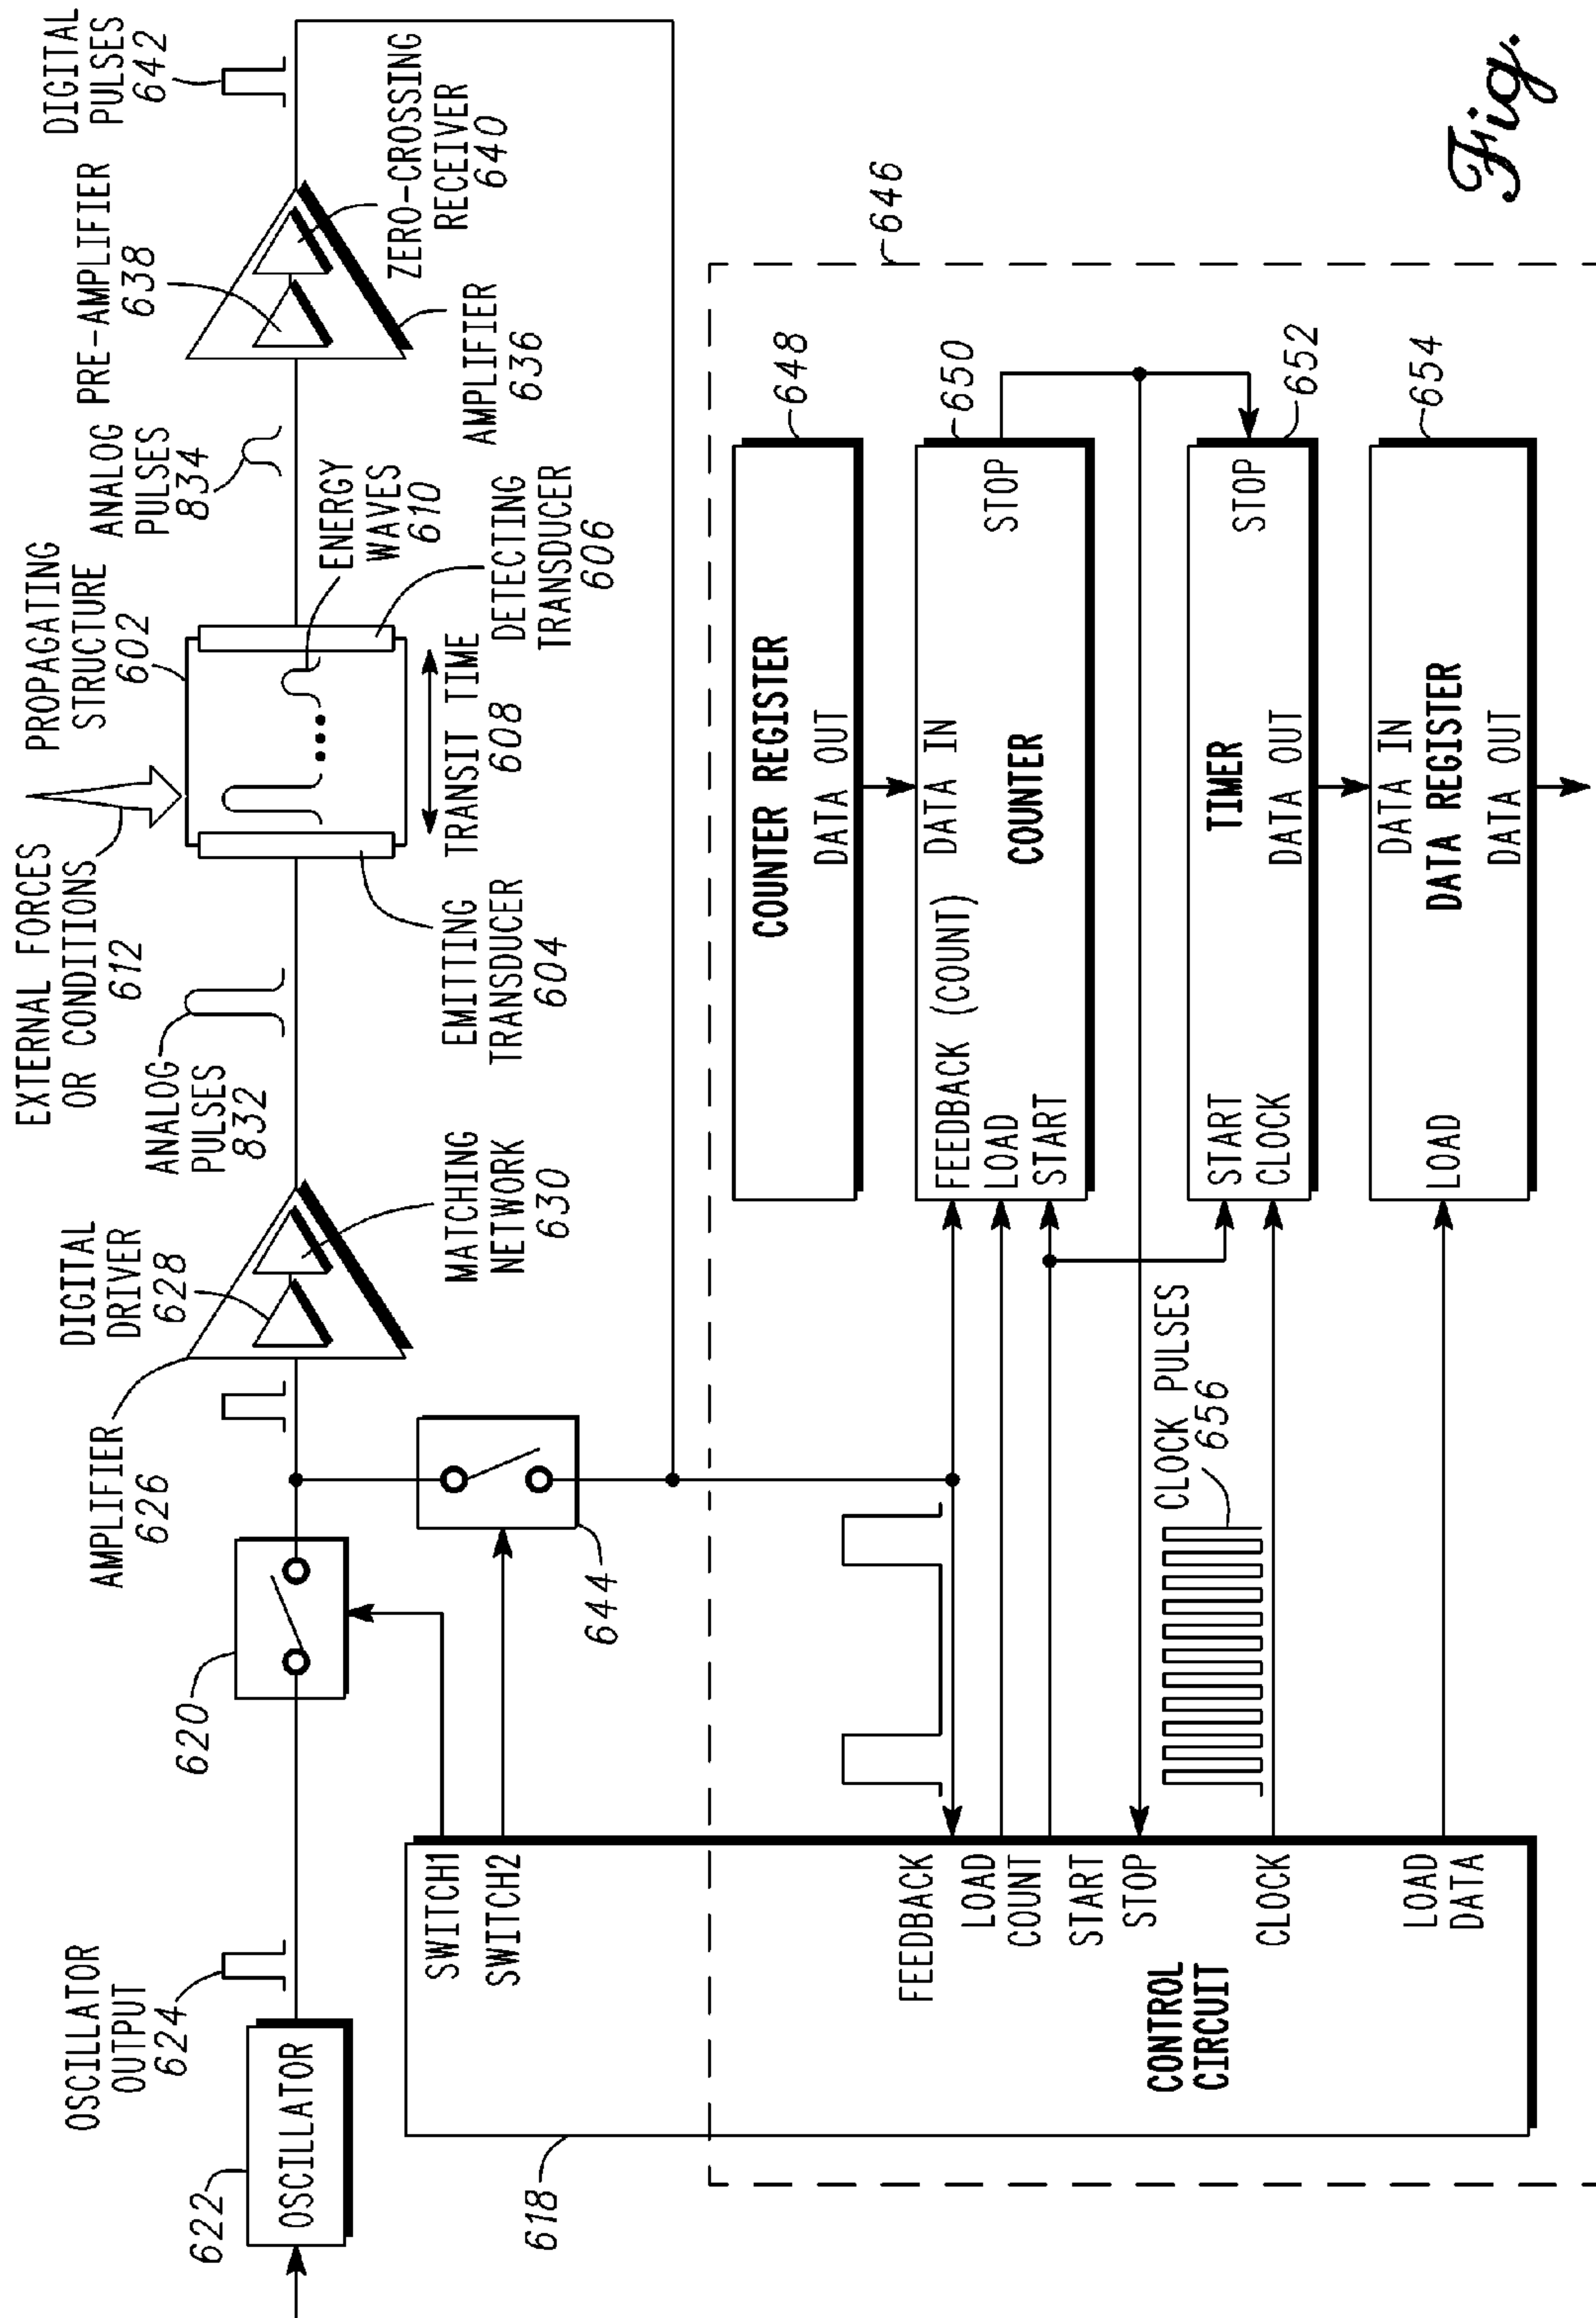 EXTERNAL FORCES
OR CONDITIONS
612
PROPAGATING
STRUCTURE
602
OSCILLATOR
OUTPUT
624
622
OSCILLATOR
620
AMPLIFIER
626
DIGITAL
DRIVER
628
MATCHING
NETWORK
630
ANALOG
PULSES
832
EMITTING
TRANSDUCER
604
TRANSIT TIME
608
ENERGY
WAVES
610
DETECTING
TRANSDUCER
606
ANALOG
PULSES
834
PRE-AMPLIFIER
638
AMPLIFIER
636
ZERO-CROSSING
RECEIVER
640
DIGITAL
PULSES
642
644
618
SWITCH1
SWITCH2
FEEDBACK
LOAD
COUNT
START
STOP
CLOCK
LOAD
DATA
CONTROL
CIRCUIT
CLOCK PULSES
656
646
COUNTER REGISTER
DATA OUT
648
FEEDBACK (COUNT)
LOAD
START
DATA IN
COUNTER
STOP
650
START
CLOCK
TIMER
DATA OUT
STOP
652
LOAD
DATA IN
DATA REGISTER
DATA OUT
654
Fig.